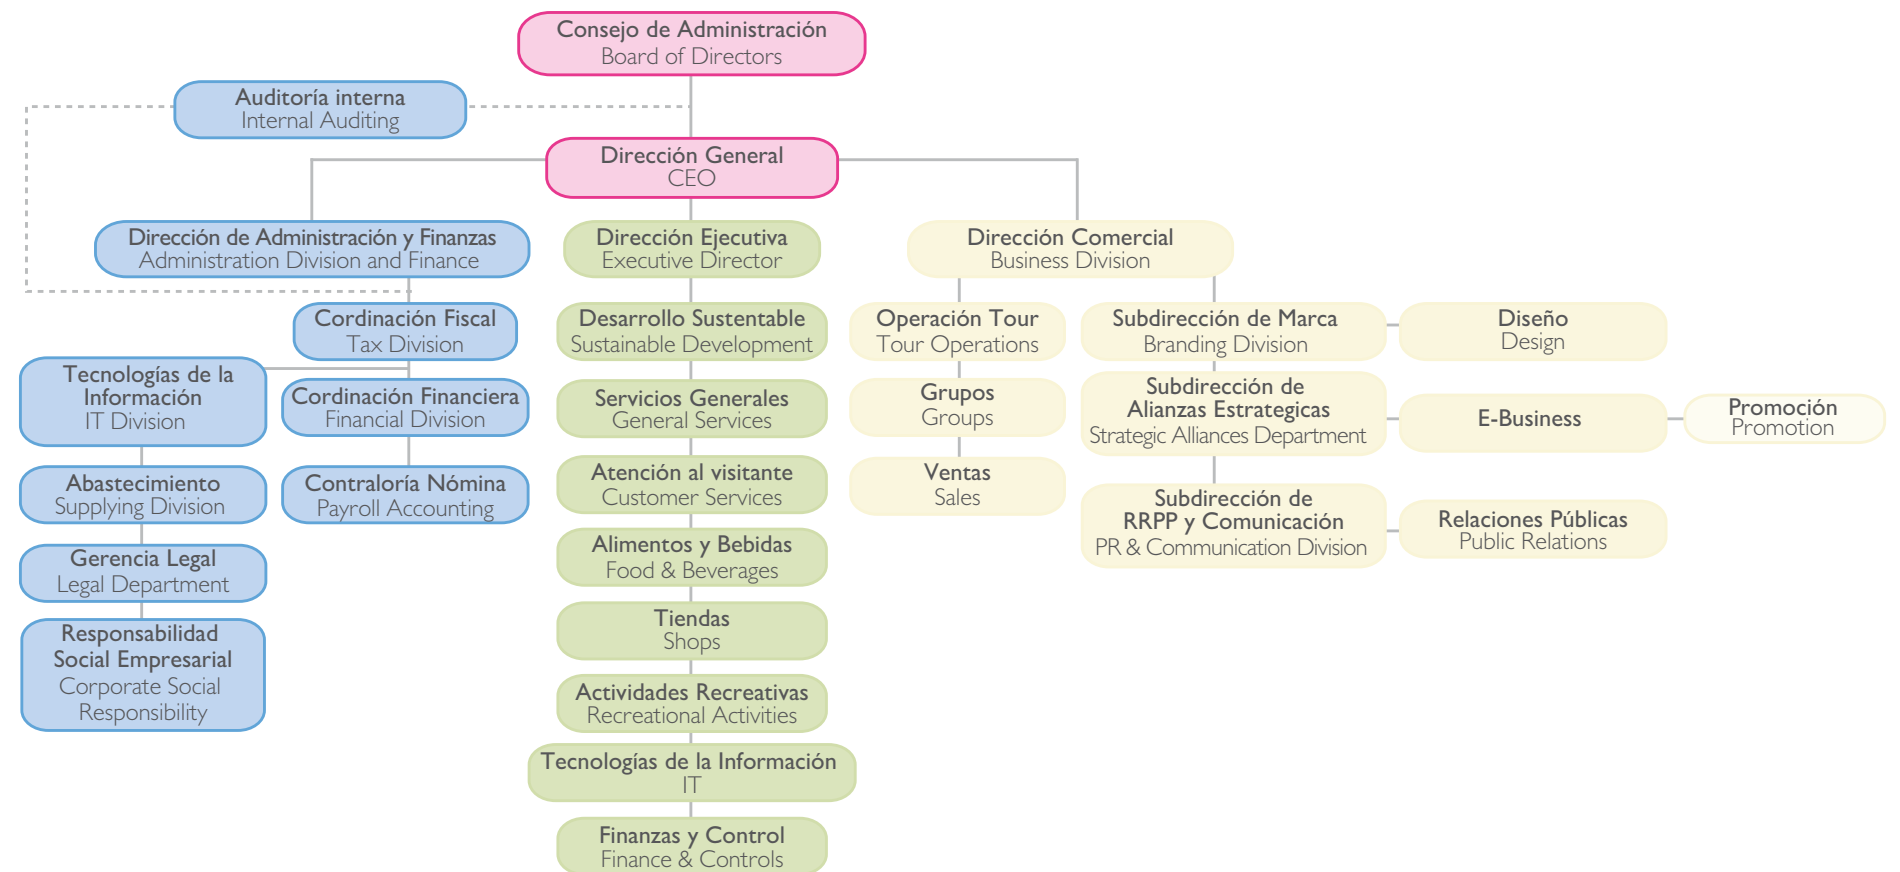 Consejo de Administración
Board of Directors
Auditoría interna
Internal Auditing
Dirección General
CEO
Dirección de Administración y Finanzas
Administration Division and Finance
Dirección Ejecutiva
Executive Director
Dirección Comercial
Business Division
Cordinación Fiscal
Tax Division
Tecnologías de la
Información
IT Division
Cordinación Financiera
Financial Division
Abastecimiento
Supplying Division
Contraloría Nómina
Payroll Accounting
Gerencia Legal
Legal Department
Responsabilidad
Social Empresarial
Corporate Social
Responsibility
Desarrollo Sustentable
Sustainable Development
Servicios Generales
General Services
Atención al visitante
Customer Services
Alimentos y Bebidas
Food & Beverages
Tiendas
Shops
Actividades Recreativas
Recreational Activities
Tecnologías de la Información
IT
Finanzas y Control
Finance & Controls
Operación Tour
Tour Operations
Grupos
Groups
Ventas
Sales
Subdirección de Marca
Branding Division
Diseño
Design
Subdirección de
Alianzas Estrategicas
Strategic Alliances Department
E-Business
Promoción
Promotion
Subdirección de
RRPP y Comunicación
PR & Communication Division
Relaciones Públicas
Public Relations